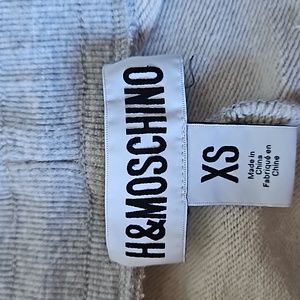 H&MOSCHINO
XS
Made in
China
Fabriqué en
Chine